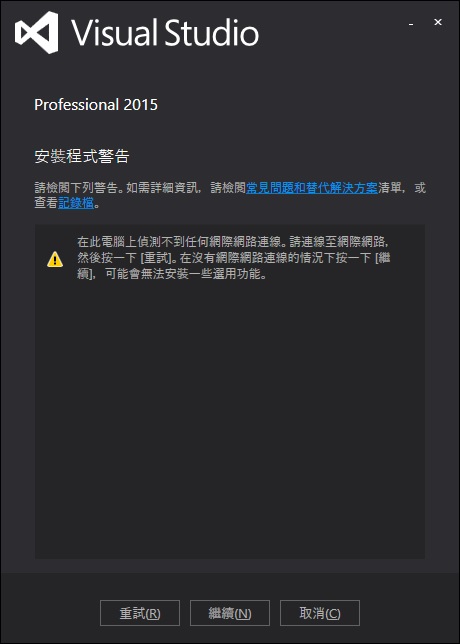 Visual Studio
Professional 2015
安裝程式警告
請檢閱下列警告。如需詳細資訊，請檢閱常見問題和替代解決方案清單，或
查看記錄檔。
在此電腦上偵測不到任何網際網路連線。請連線至網際網路，
然後按一下 [重試]。在沒有網際網路連線的情況下按一下 [繼
續]，可能會無法安裝一些選用功能。
重試(R)
繼續(N)
取消(C)